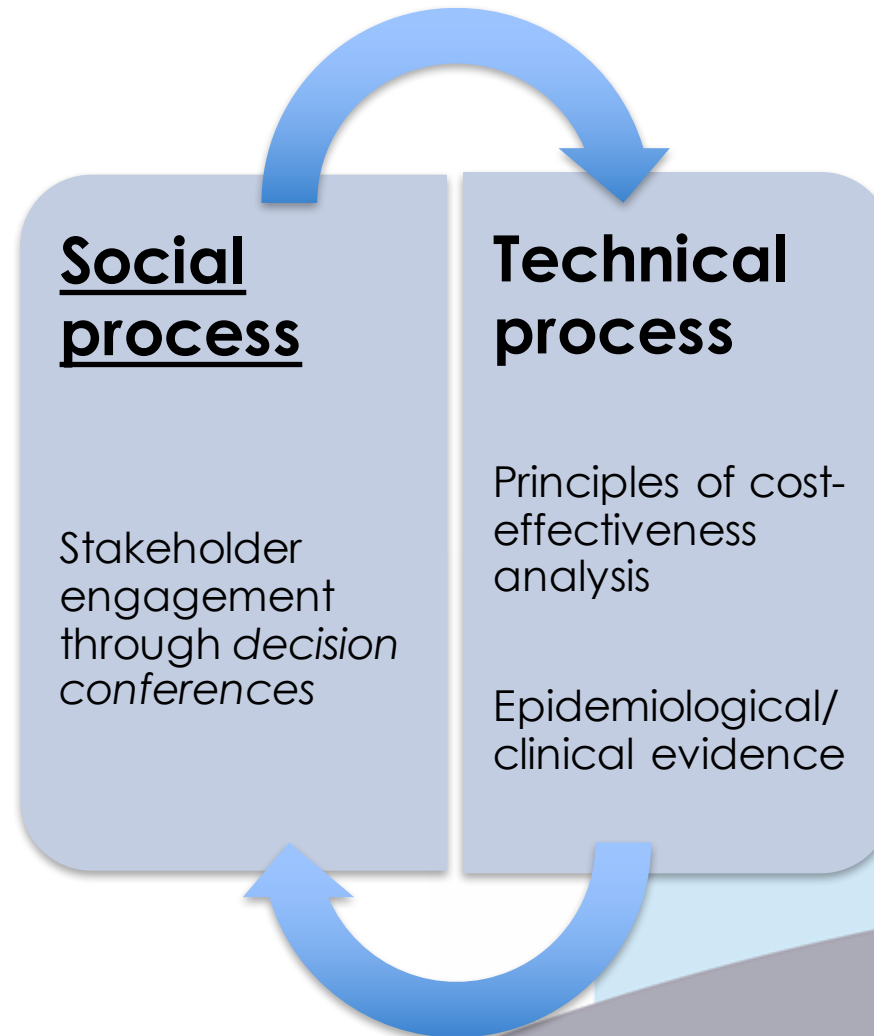 Social
process
Stakeholder
engagement
through decision
conferences
Technical
process
Principles of cost-
effectiveness
analysis
Epidemiological/
clinical evidence